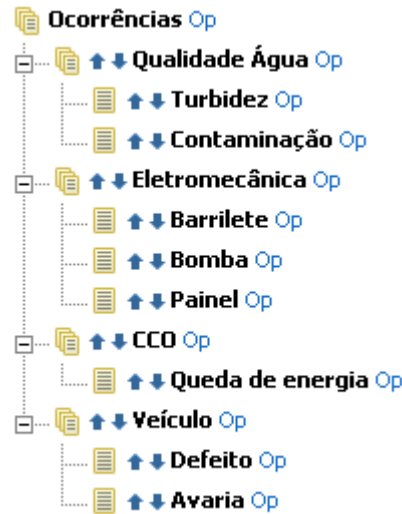 Ocorrências Op
Qualidade Água Op
Turbidez Op
Contaminação Op
Eletromecânica Op
Barrilete Op
Bomba Op
Painel Op
CCO Op
Queda de energia Op
Veículo Op
Defeito Op
Avaria Op